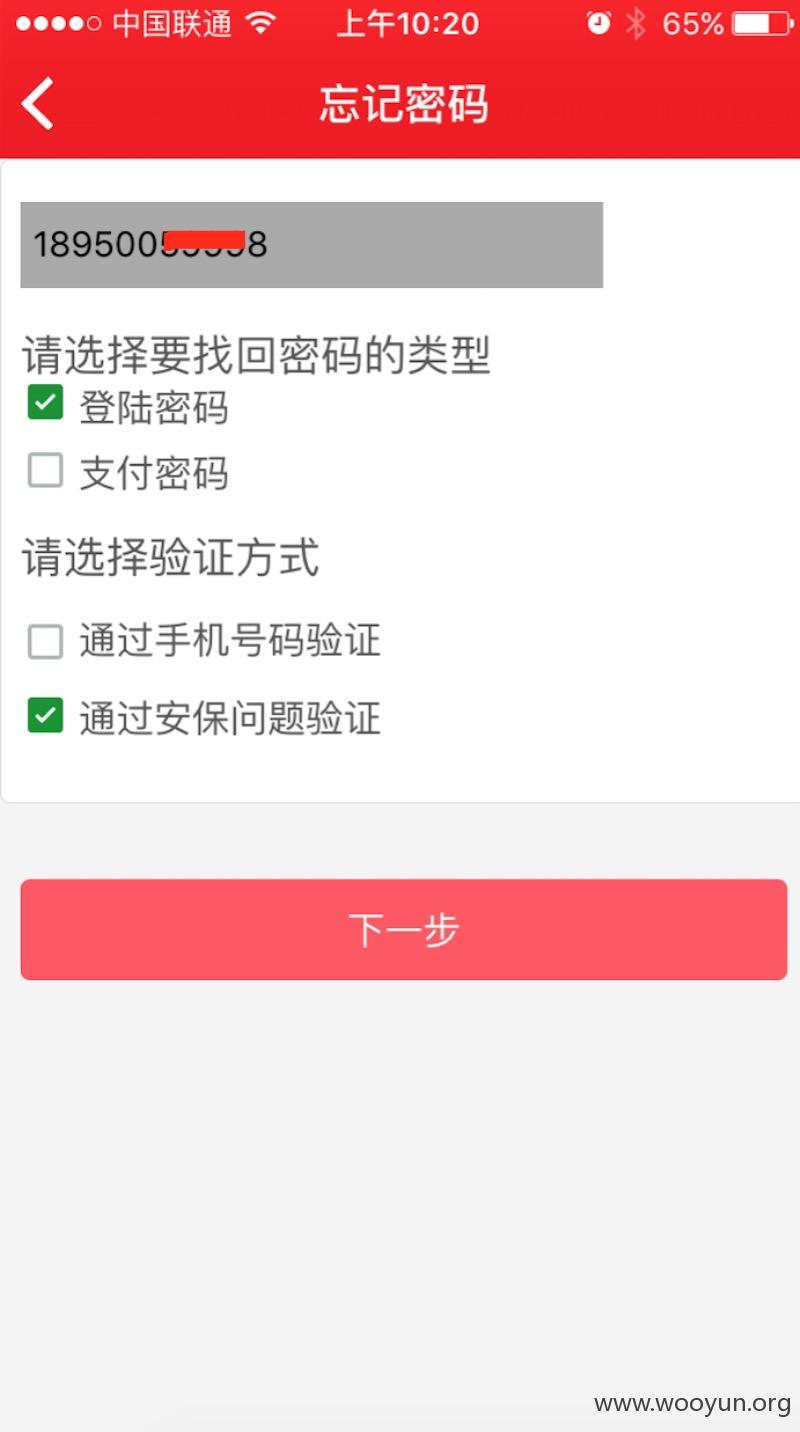 中国联通 上午10:20 65%
忘记密码
189500 8
请选择要找回密码的类型
登陆密码
支付密码
请选择验证方式
通过手机号码验证
通过安保问题验证
下一步
www.wooyun.org